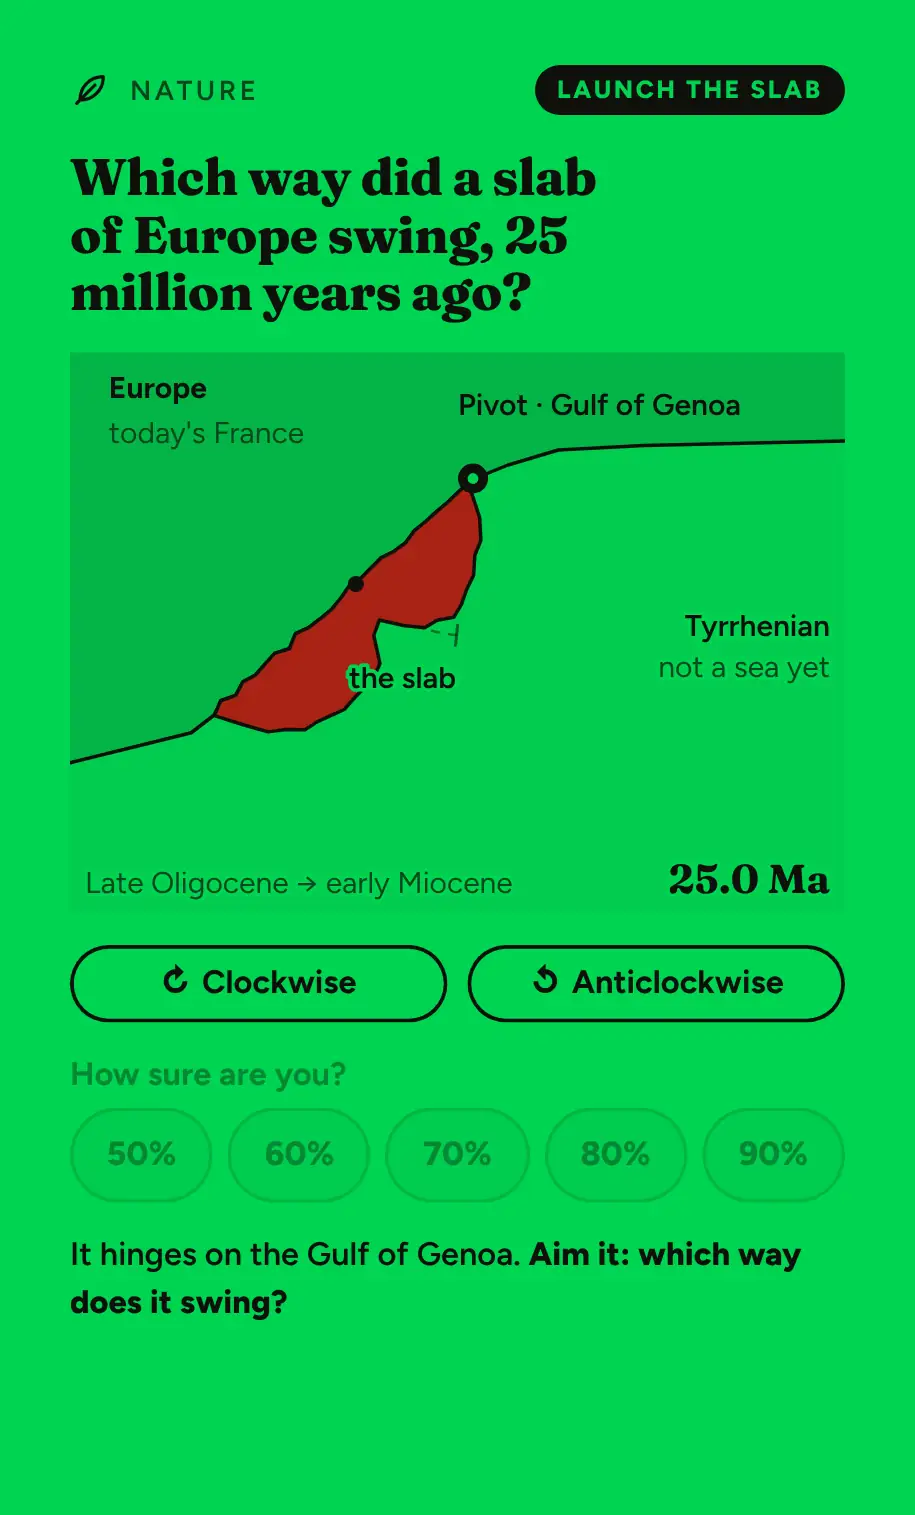 NATURE
LAUNCH THE SLAB
Which way did a slab
of Europe swing, 25
million years ago?
Europe
today's France
Pivot · Gulf of Genoa
Tyrrhenian
not a sea yet
the slab
Late Oligocene → early Miocene
25.0 Ma
↻ Clockwise
↺ Anticlockwise
How sure are you?
50%
60%
70%
80%
90%
It hinges on the Gulf of Genoa. Aim it: which way
does it swing?